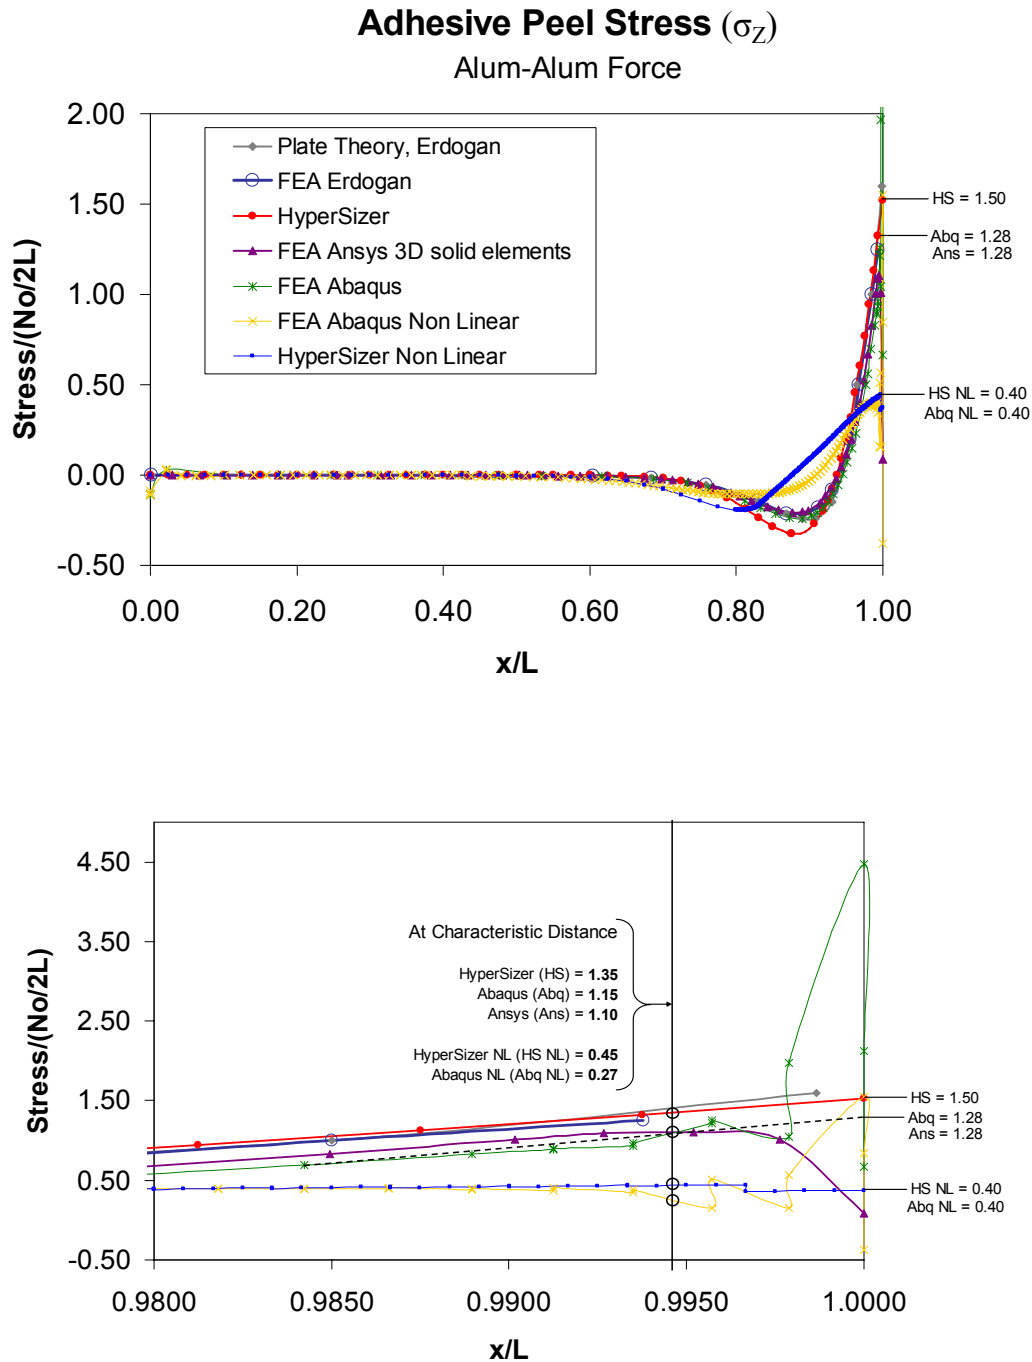 Adhesive Peel Stress (σZ)
Alum-Alum Force
Stress/(No/2L)
2.00
1.50
1.00
0.50
0.00
-0.50
Plate Theory, Erdogan
FEA Erdogan
HyperSizer
FEA Ansys 3D solid elements
FEA Abaqus
FEA Abaqus Non Linear
HyperSizer Non Linear
HS = 1.50
Abq = 1.28
Ans = 1.28
HS NL = 0.40
Abq NL = 0.40
0.00 0.20 0.40 0.60 0.80 1.00
x/L
Stress/(No/2L)
4.50
3.50
2.50
1.50
0.50
-0.50
At Characteristic Distance
HyperSizer (HS) = 1.35
Abaqus (Abq) = 1.15
Ansys (Ans) = 1.10
HyperSizer NL (HS NL) = 0.45
Abaqus NL (Abq NL) = 0.27
HS = 1.50
Abq = 1.28
Ans = 1.28
HS NL = 0.40
Abq NL = 0.40
0.9800 0.9850 0.9900 0.9950 1.0000
x/L